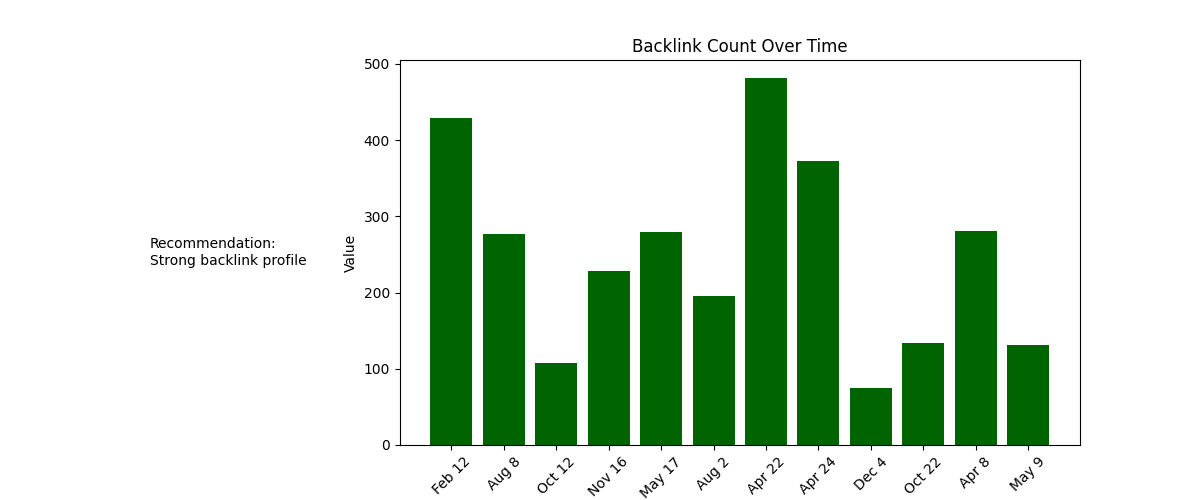 Backlink Count Over Time
Recommendation:
Strong backlink profile
Value
500
400
300
200
100
0
Feb 12
Aug 8
Oct 12
Nov 16
May 17
Aug 2
Apr 22
Apr 24
Dec 4
Oct 22
Apr 8
May 9